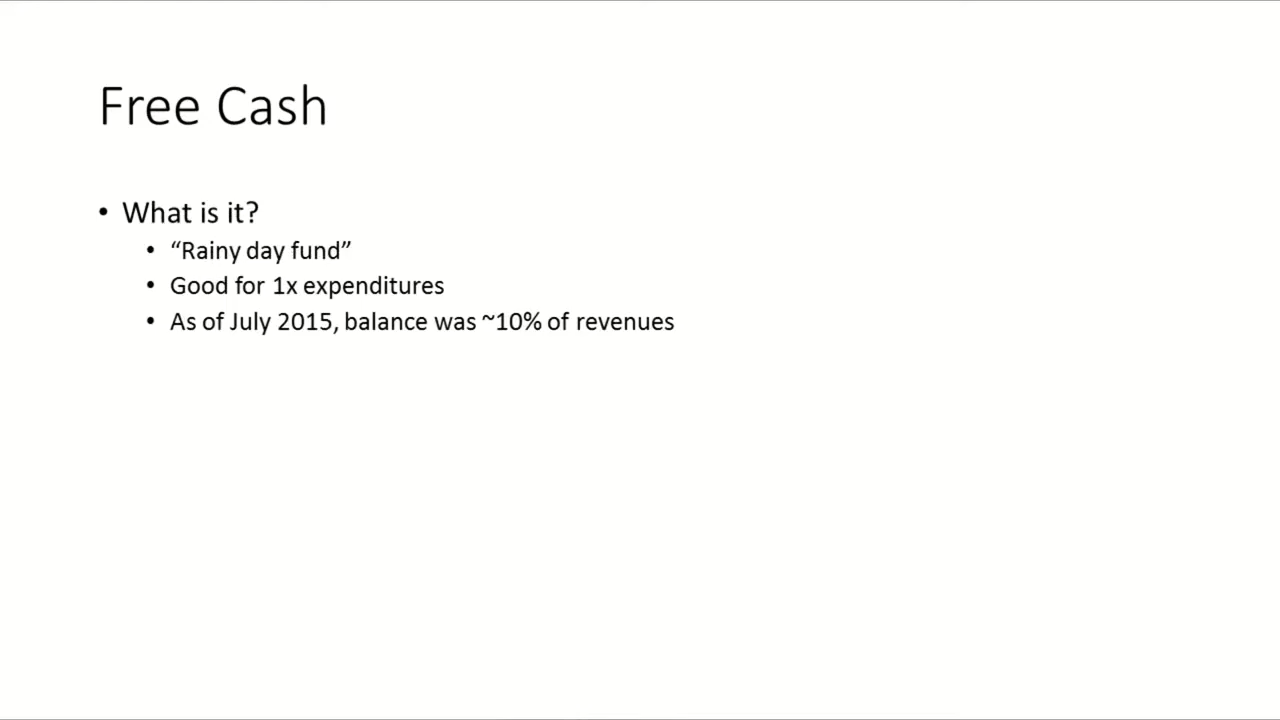 Free Cash
• What is it?
• “Rainy day fund”
• Good for 1x expenditures
• As of July 2015, balance was ~10% of revenues